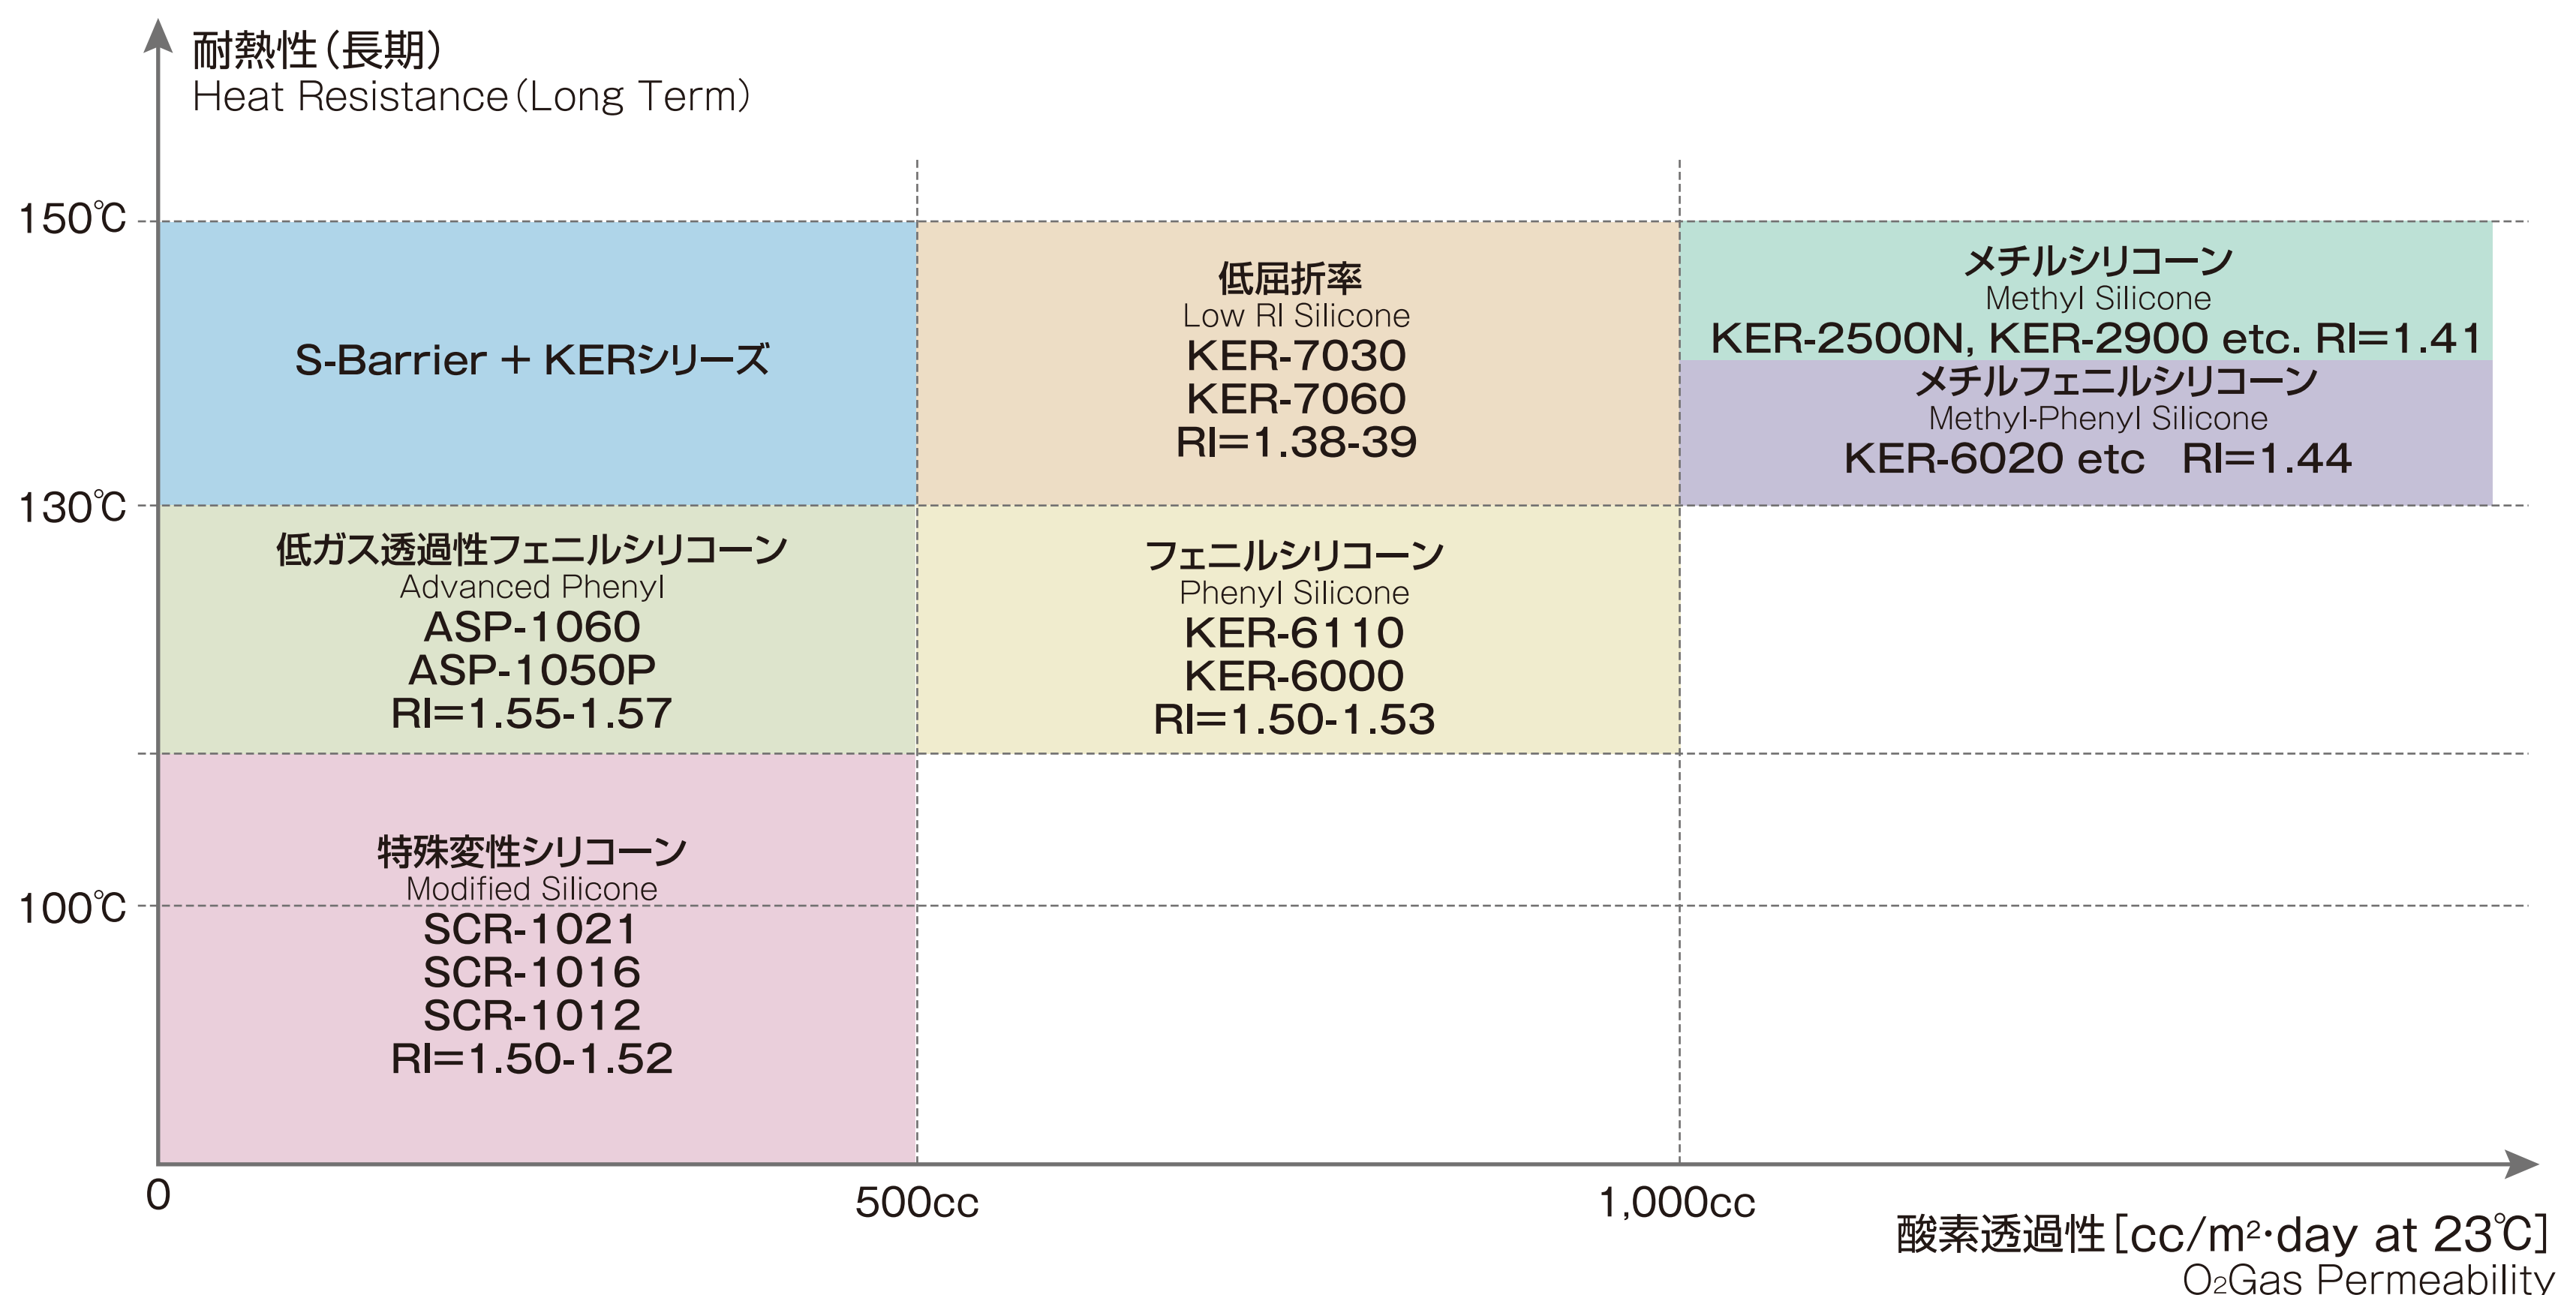 耐熱性(長期)
Heat Resistance(Long Term)
150℃
130℃
100℃
S-Barrier + KERシリーズ
低屈折率
Low RI Silicone
KER-7030
KER-7060
RI=1.38-39
メチルシリコーン
Methyl Silicone
KER-2500N, KER-2900 etc. RI=1.41
メチルフェニルシリコーン
Methyl-Phenyl Silicone
KER-6020 etc RI=1.44
低ガス透過性フェニルシリコーン
Advanced Phenyl
ASP-1060
ASP-1050P
RI=1.55-1.57
フェニルシリコーン
Phenyl Silicone
KER-6110
KER-6000
RI=1.50-1.53
特殊変性シリコーン
Modified Silicone
SCR-1021
SCR-1016
SCR-1012
RI=1.50-1.52
0
500cc
1,000cc
酸素透過性[cc/m²·day at 23℃]
O₂Gas Permeability